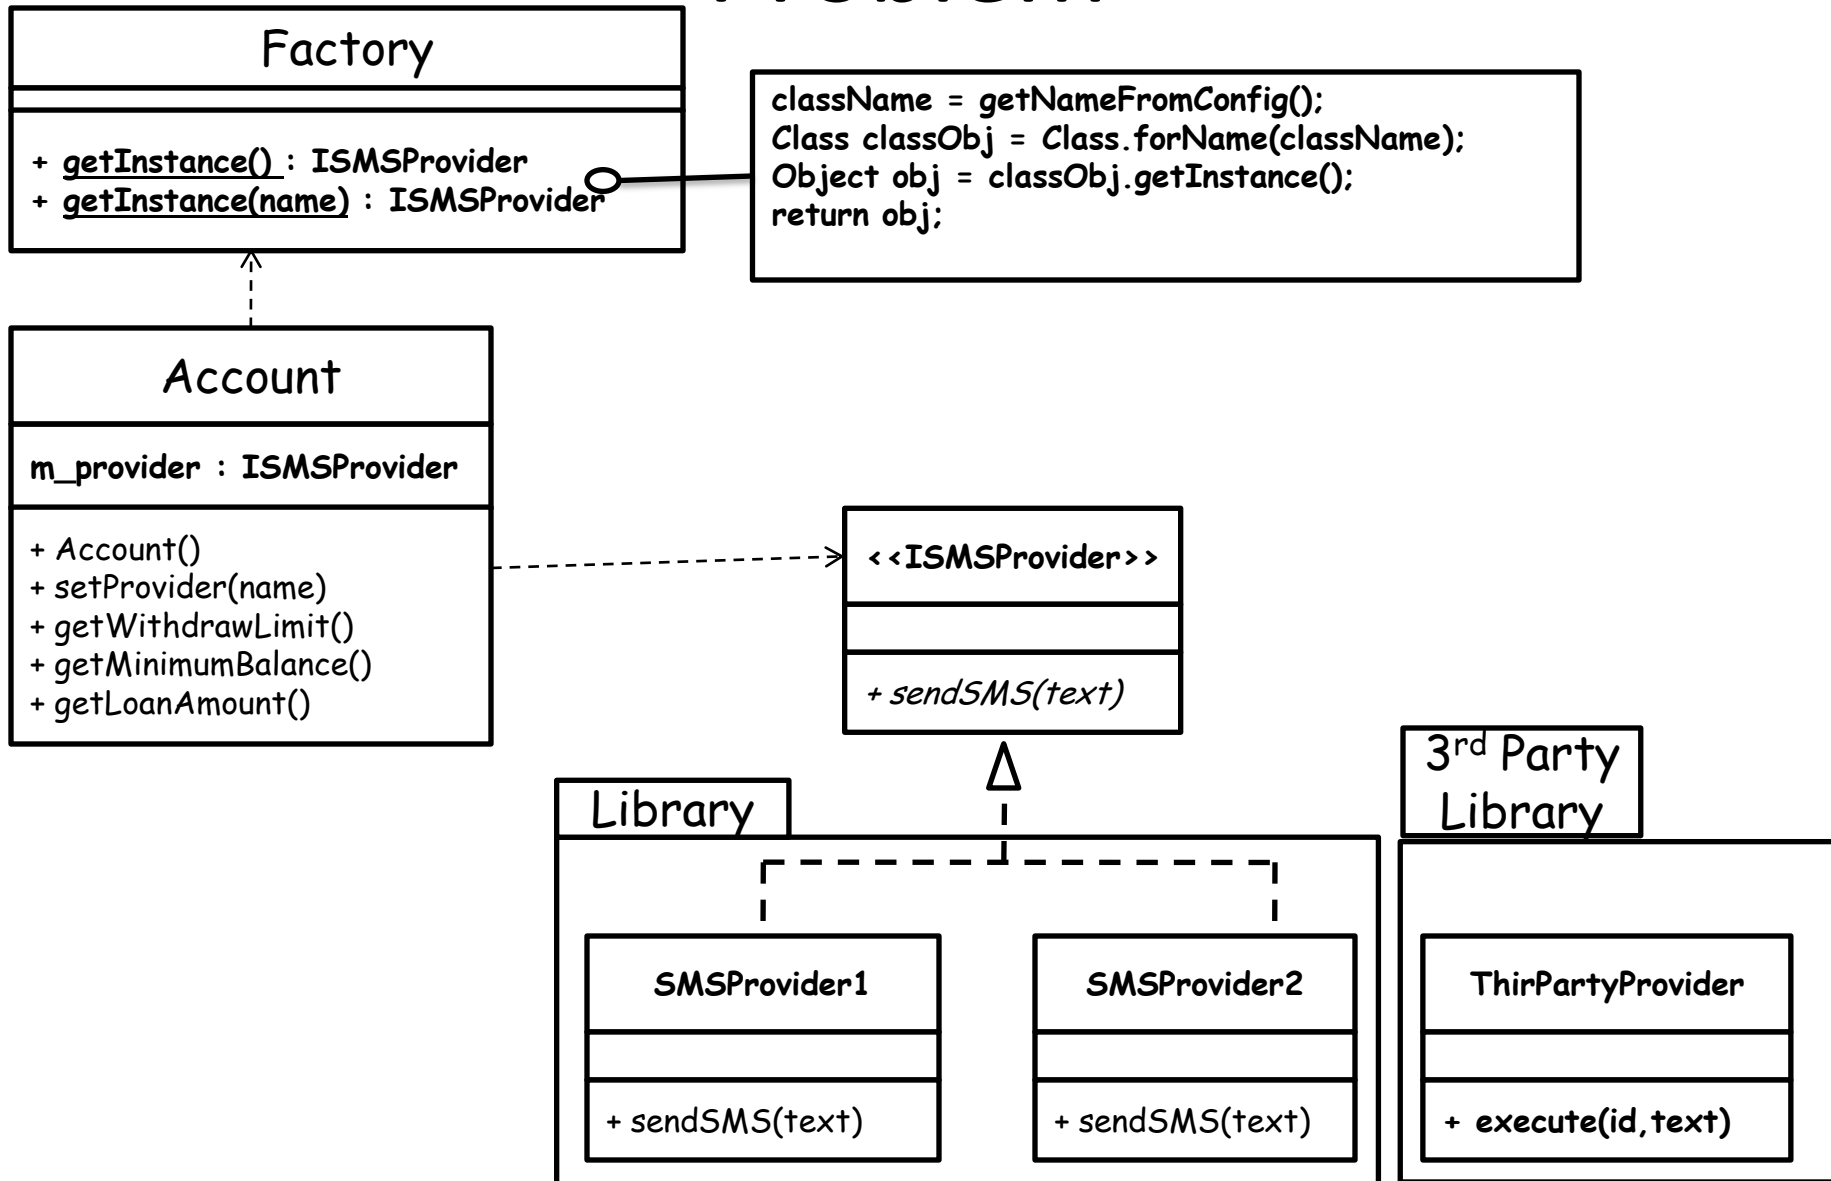 Problem
Factory
+ getInstance() : ISMSProvider
+ getInstance(name) : ISMSProvider
className = getNameFromConfig();
Class classObj = Class.forName(className);
Object obj = classObj.getInstance();
return obj;
Account
m_provider : ISMSProvider
+ Account()
+ setProvider(name)
+ getWithdrawLimit()
+ getMinimumBalance()
+ getLoanAmount()
<<ISMSProvider>>
+ sendSMS(text)
Library
SMSProvider1
+ sendSMS(text)
SMSProvider2
+ sendSMS(text)
3rd Party
Library
ThirPartyProvider
+ execute(id,text)